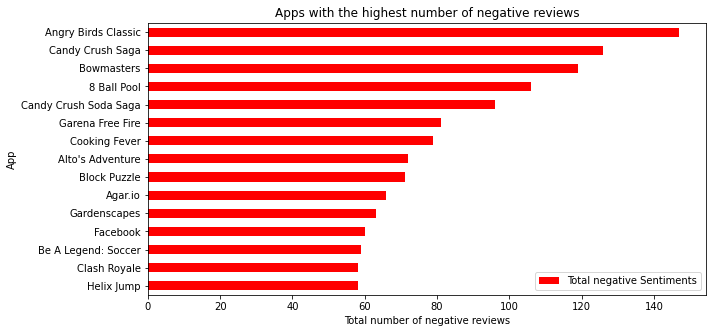 Apps with the highest number of negative reviews
App
Angry Birds Classic
Candy Crush Saga
Bowmasters
8 Ball Pool
Candy Crush Soda Saga
Garena Free Fire
Cooking Fever
Alto's Adventure
Block Puzzle
Agar.io
Gardenscapes
Facebook
Be A Legend: Soccer
Clash Royale
Helix Jump
Total negative Sentiments
0 20 40 60 80 100 120 140
Total number of negative reviews